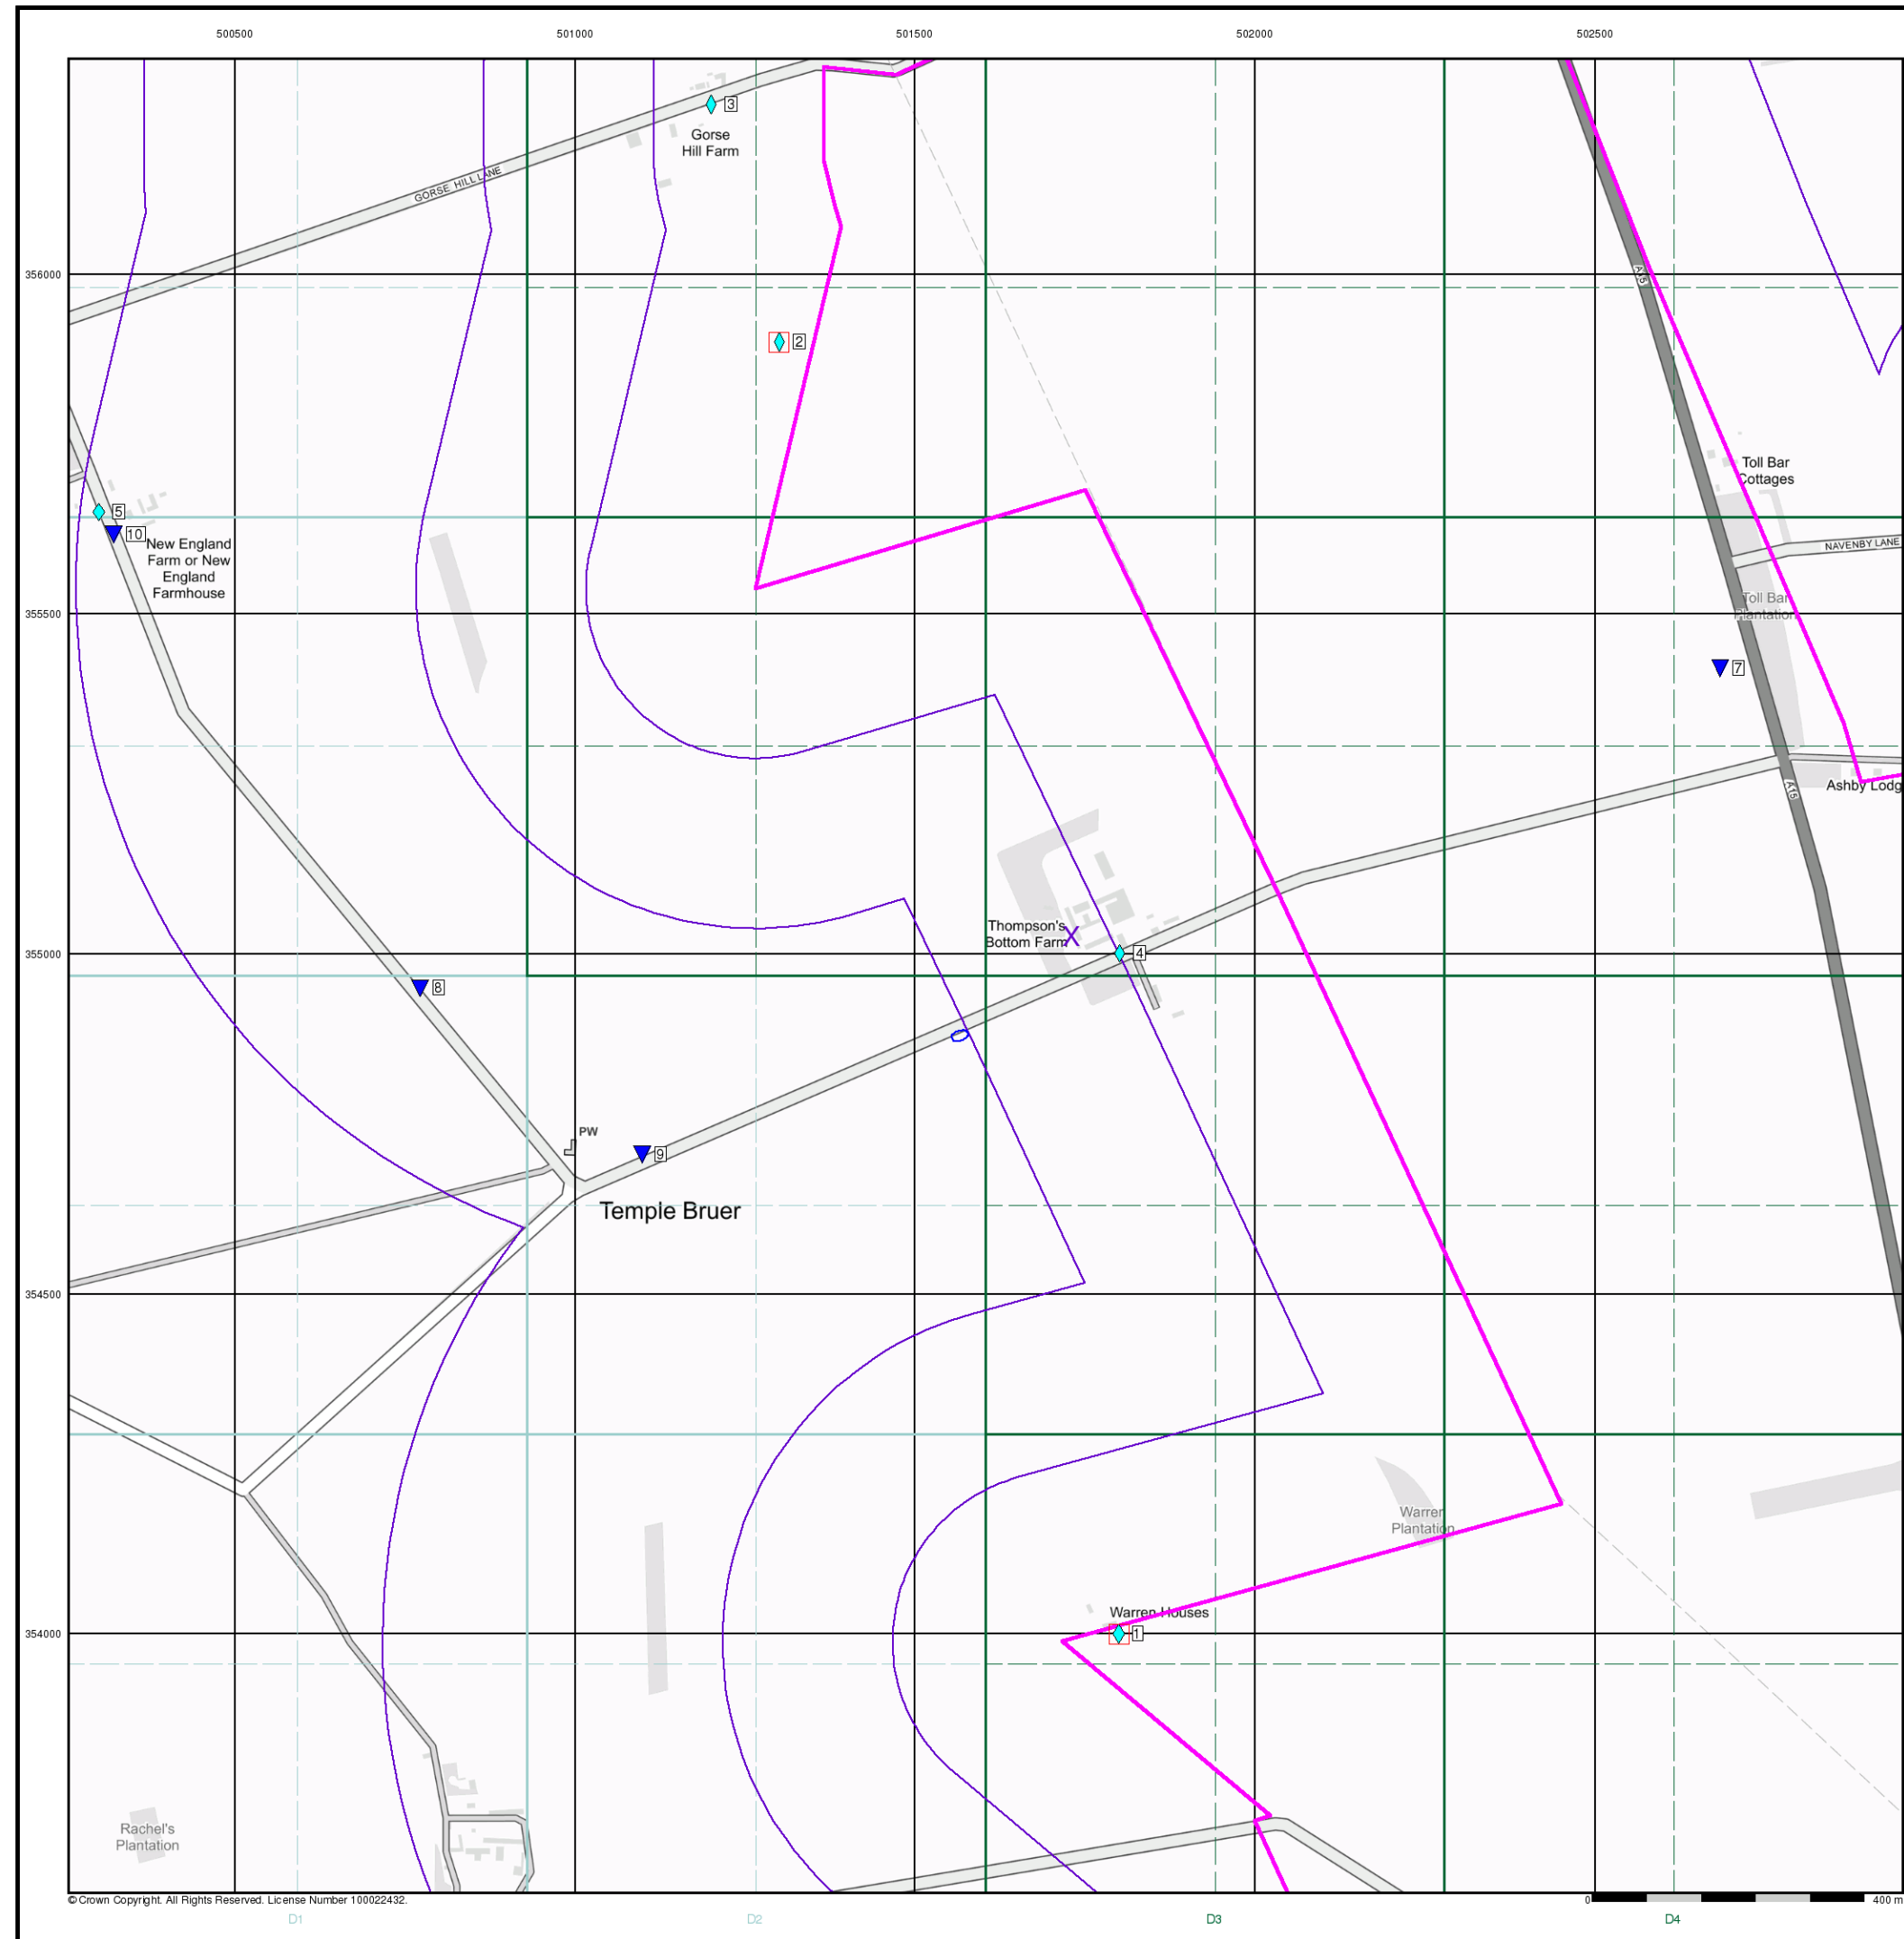 500500 501000 501500 502000 502500
3
Gorse
Hill Farm
GORSE HILL LANE
356000
A15
2
Toll Bar
Cottages
5
10
New England
Farm or New
England
Farmhouse
NAVENBY LANE
Toll Bar
Plantation
355500
7
Ashby Lodg
A15
Thompson's
Bottom Farm
X
4
355000
8
PW
9
Temple Bruer
354500
Warren
Plantation
Warren Houses
1
354000
Rachel's
Plantation
© Crown Copyright. All Rights Reserved. License Number 100022432.
0 400 m
D1 D2 D3 D4